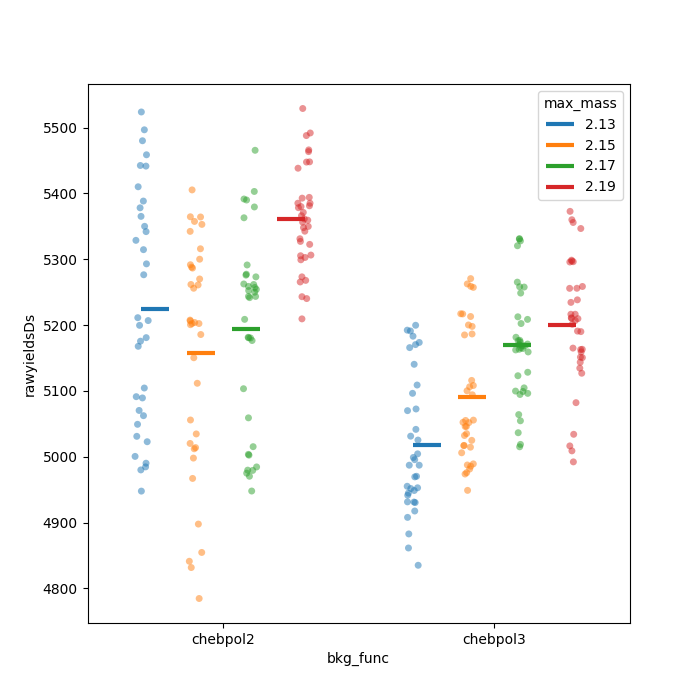 max_mass
2.13
2.15
2.17
2.19
5500
5400
5300
5200
5100
5000
4900
4800
rawyieldsDs
chebpol2
chebpol3
bkg_func